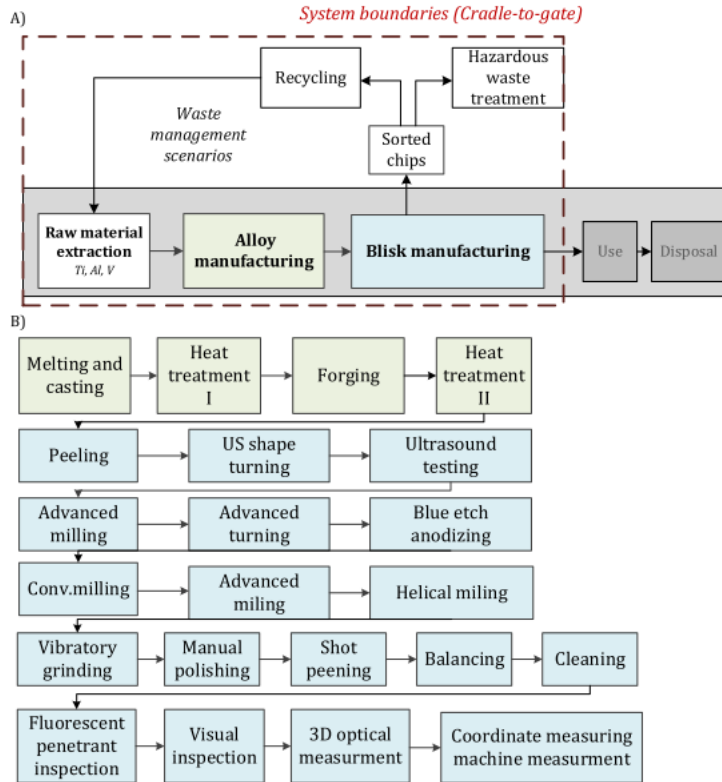 System boundaries (Cradle-to-gate)
A)
Recycling
Hazardous
waste
treatment
Waste
management
scenarios
Sorted
chips
Raw material
extraction
Ti, Al, V
Alloy
manufacturing
Blisk manufacturing
Use
Disposal
B)
Melting and
casting
Heat
treatment
I
Forging
Heat
treatment
II
Peeling
US shape
turning
Ultrasound
testing
Advanced
milling
Advanced
turning
Blue etch
anodizing
Conv.milling
Advanced
miling
Helical miling
Vibratory
grinding
Manual
polishing
Shot
peening
Balancing
Cleaning
Fluorescent
penetrant
inspection
Visual
inspection
3D optical
measurment
Coordinate measuring
machine measurment